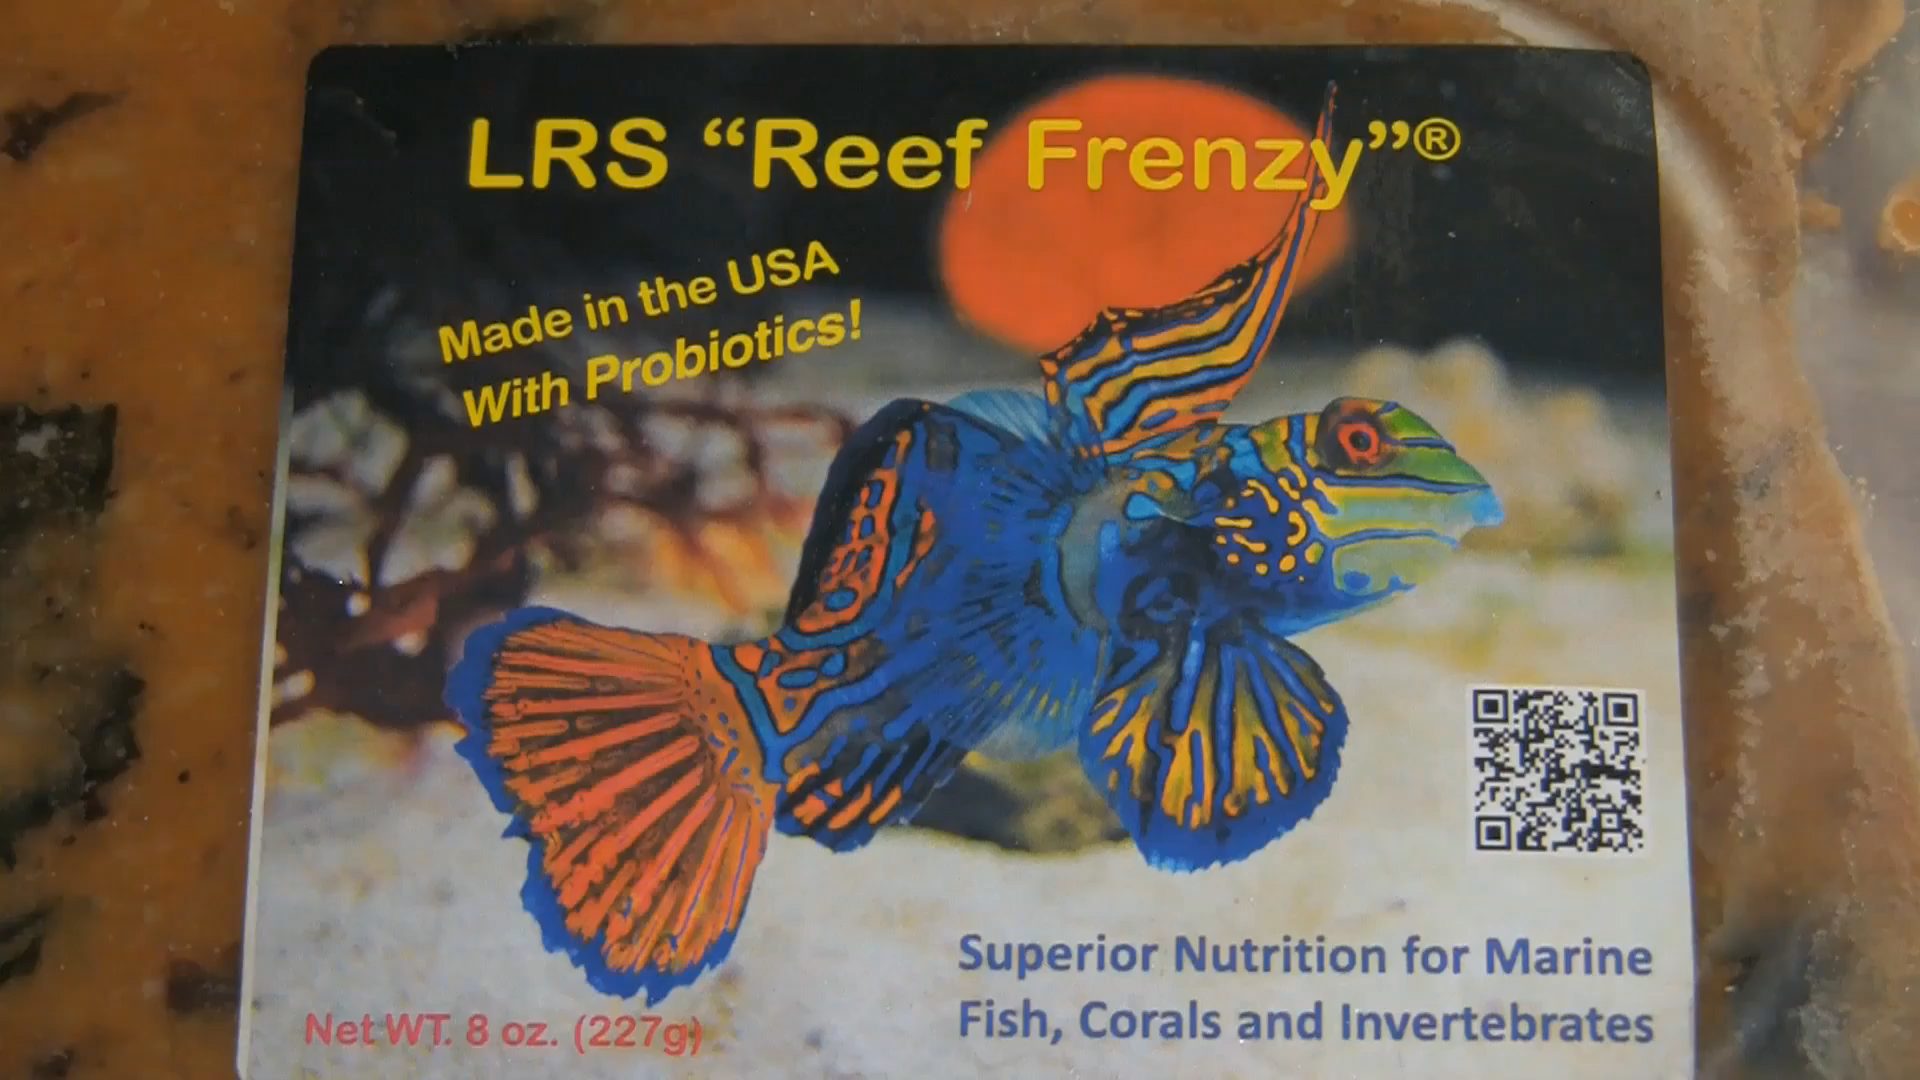 LRS “Reef Frenzy”®
Made in the USA
With Probiotics!
Superior Nutrition for Marine
Fish, Corals and Invertebrates
Net WT. 8 oz. (227g)